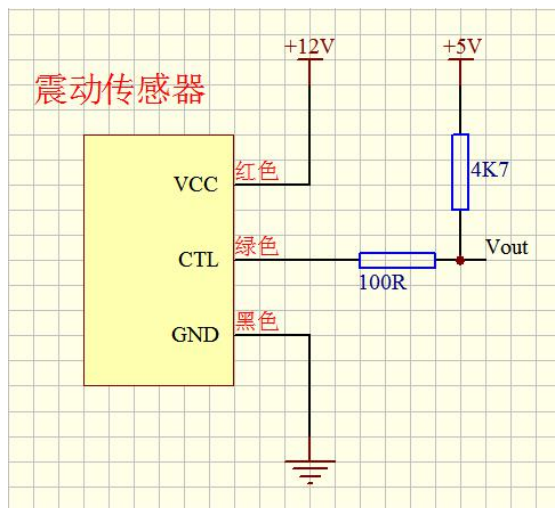 +12V
+5V
震动传感器
VCC
红色
4K7
CTL
绿色
Vout
100R
GND
黑色